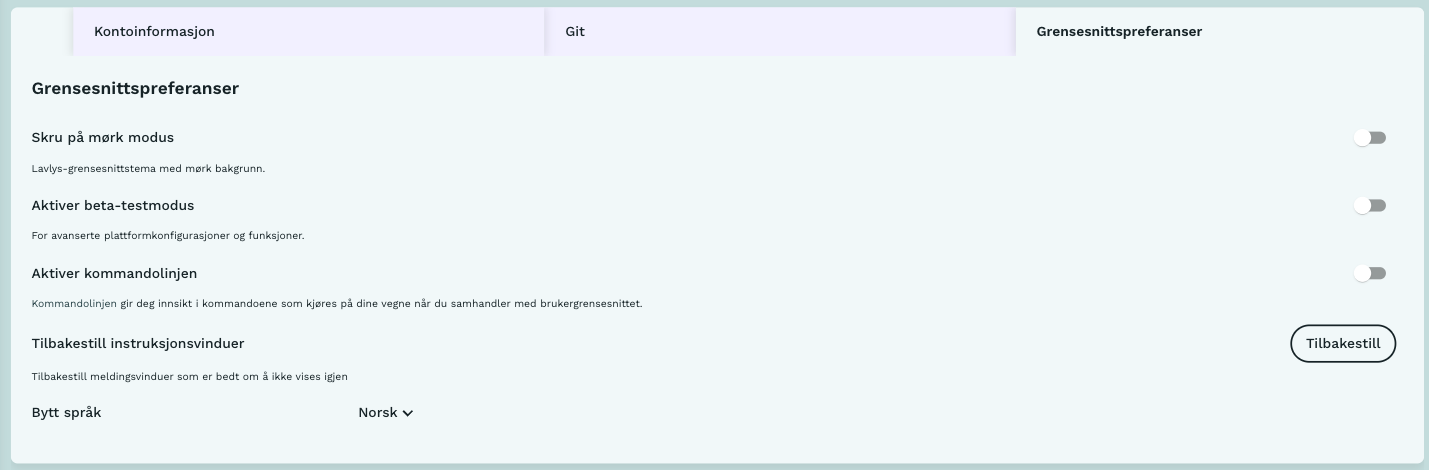 Kontoinformasjon
Git
Grensesnittspreferanser
Grensesnittspreferanser
Skru på mørk modus
Lavlys-grensesnittstema med mørk bakgrunn.
Aktiver beta-testmodus
For avanserte plattformkonfigurasjoner og funksjoner.
Aktiver kommandolinjen
Kommandolinjen gir deg innsikt i kommandoene som kjøres på dine vegne når du samhandler med brukergrensesnittet.
Tilbakestill instruksjonsvinduer
Tilbakestill
Tilbakestill meldingsvinduer som er bedt om å ikke vises igjen
Bytt språk
Norsk